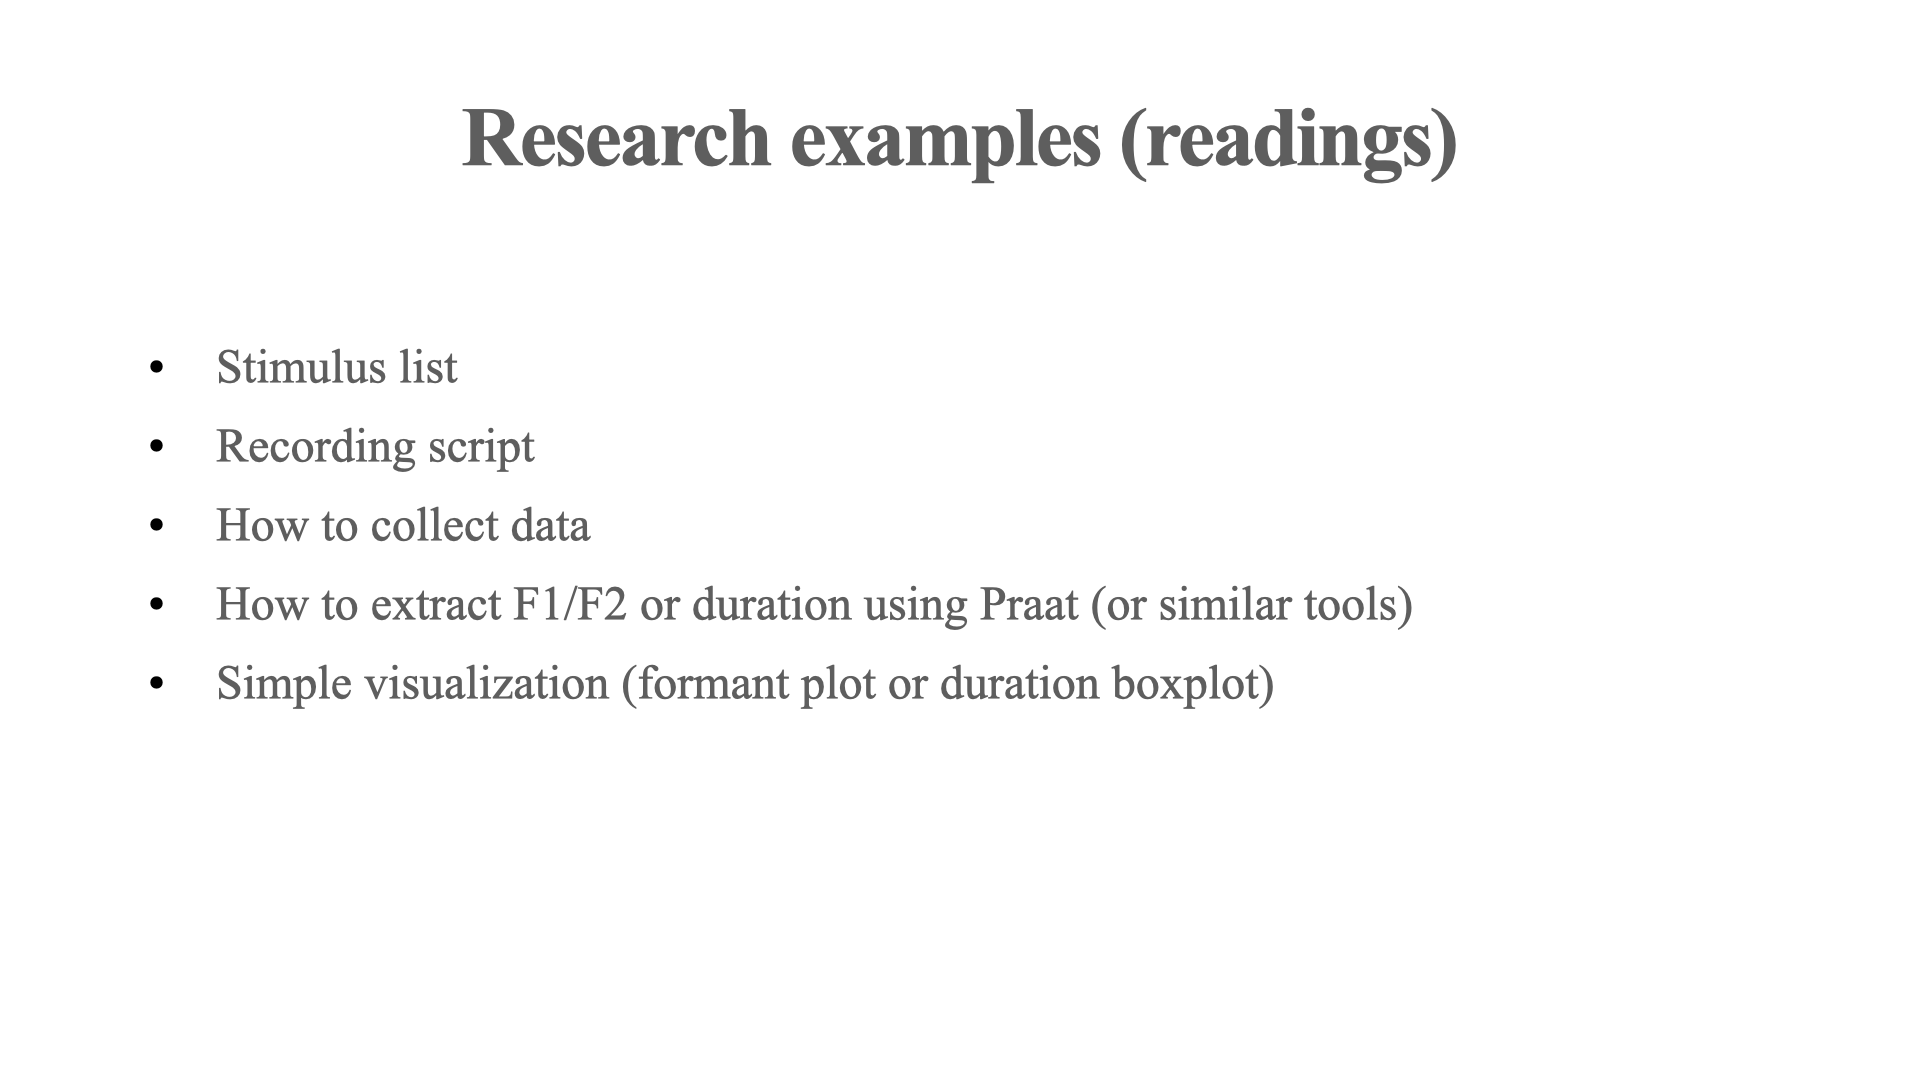 Research examples (readings)
• Stimulus list
• Recording script
• How to collect data
• How to extract F1/F2 or duration using Praat (or similar tools)
• Simple visualization (formant plot or duration boxplot)